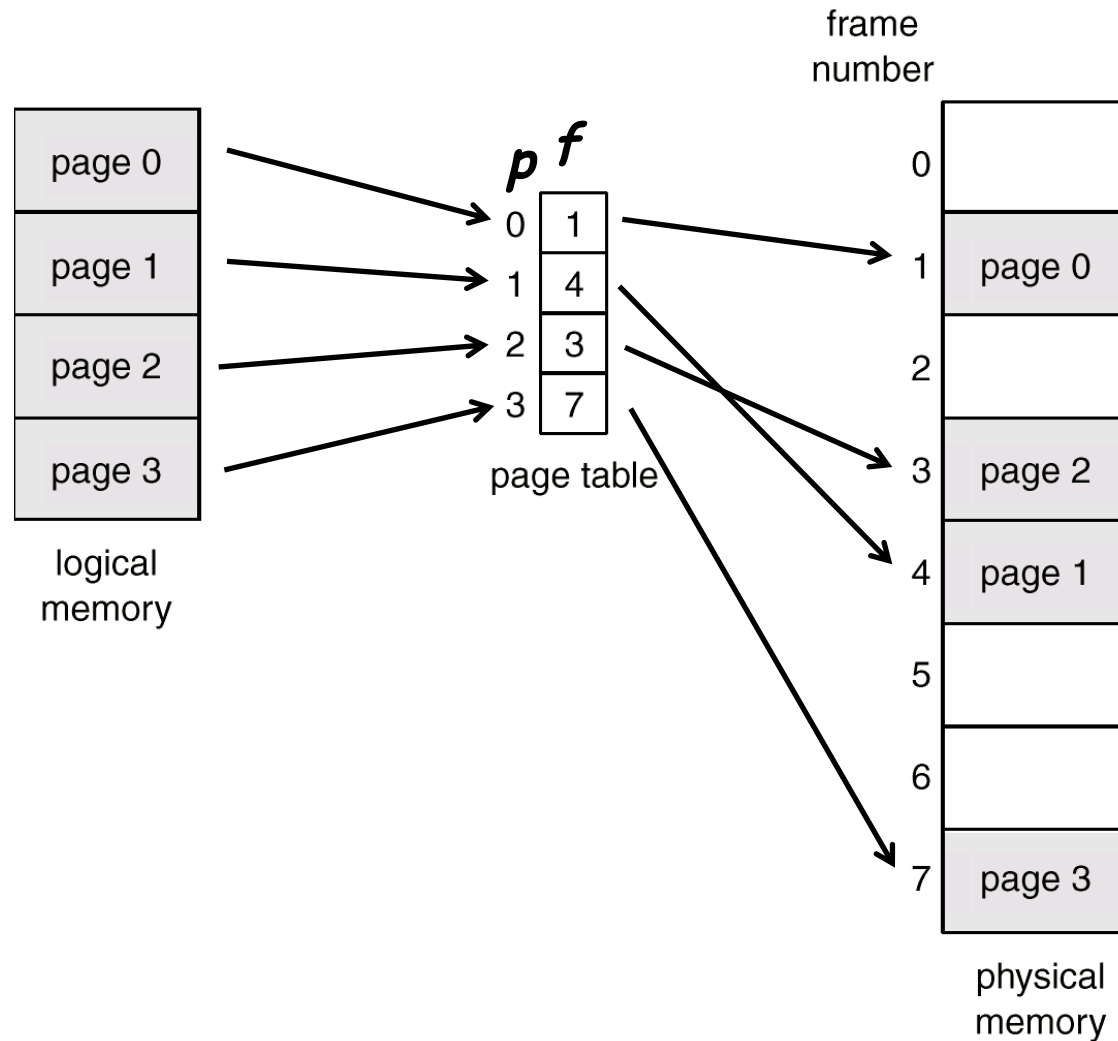 frame
number
page 0
page 1
page 2
page 3
logical
memory
p f
0 1
1 4
2 3
3 7
page table
0
1 page 0
2
3 page 2
4 page 1
5
6
7 page 3
physical
memory